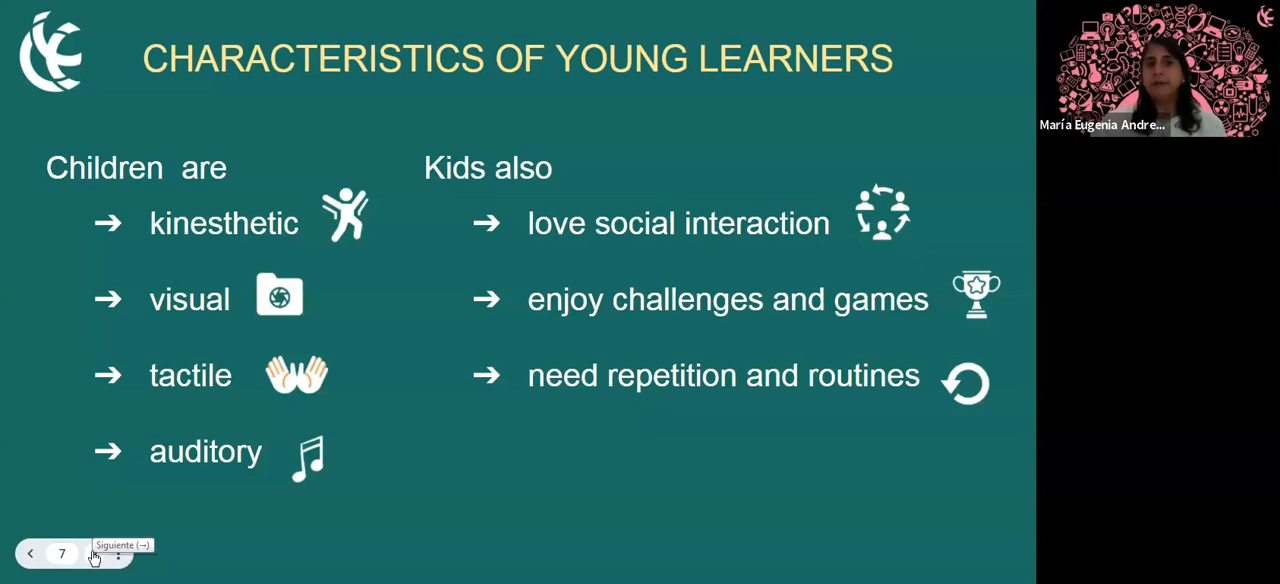 CHARACTERISTICS OF YOUNG LEARNERS
María Eugenia Andre...
Children are
➔ kinesthetic
➔ visual
➔ tactile
➔ auditory
Kids also
➔ love social interaction
➔ enjoy challenges and games
➔ need repetition and routines
Siguiente (→)
7